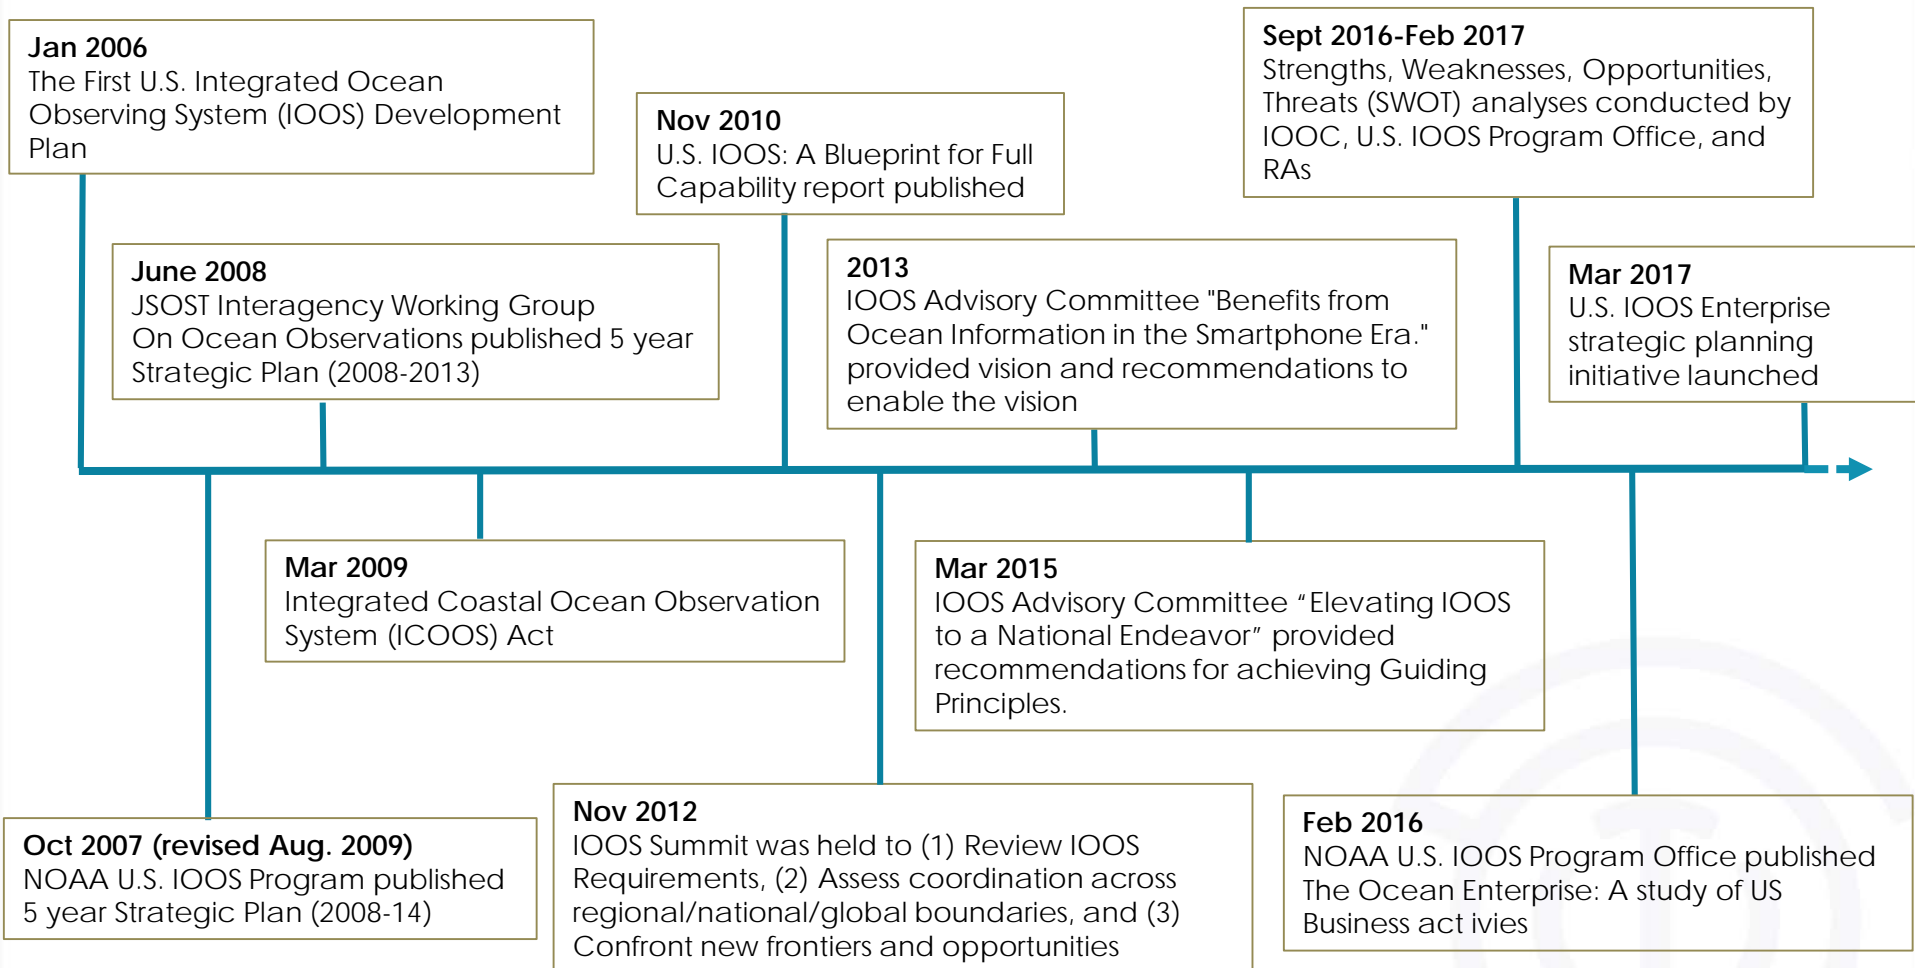 Jan 2006
The First U.S. Integrated Ocean
Observing System (IOOS) Development
Plan
June 2008
JSOST Interagency Working Group
On Ocean Observations published 5 year
Strategic Plan (2008-2013)
Nov 2010
U.S. IOOS: A Blueprint for Full
Capability report published
2013
IOOS Advisory Committee "Benefits from
Ocean Information in the Smartphone Era."
provided vision and recommendations to
enable the vision
Sept 2016-Feb 2017
Strengths, Weaknesses, Opportunities,
Threats (SWOT) analyses conducted by
IOOC, U.S. IOOS Program Office, and
RAs
Mar 2017
U.S. IOOS Enterprise
strategic planning
initiative launched
Oct 2007 (revised Aug. 2009)
NOAA U.S. IOOS Program published
5 year Strategic Plan (2008-14)
Mar 2009
Integrated Coastal Ocean Observation
System (ICOOS) Act
Nov 2012
IOOS Summit was held to (1) Review IOOS
Requirements, (2) Assess coordination across
regional/national/global boundaries, and (3)
Confront new frontiers and opportunities
Mar 2015
IOOS Advisory Committee “Elevating IOOS
to a National Endeavor” provided
recommendations for achieving Guiding
Principles.
Feb 2016
NOAA U.S. IOOS Program Office published
The Ocean Enterprise: A study of US
Business act ivies